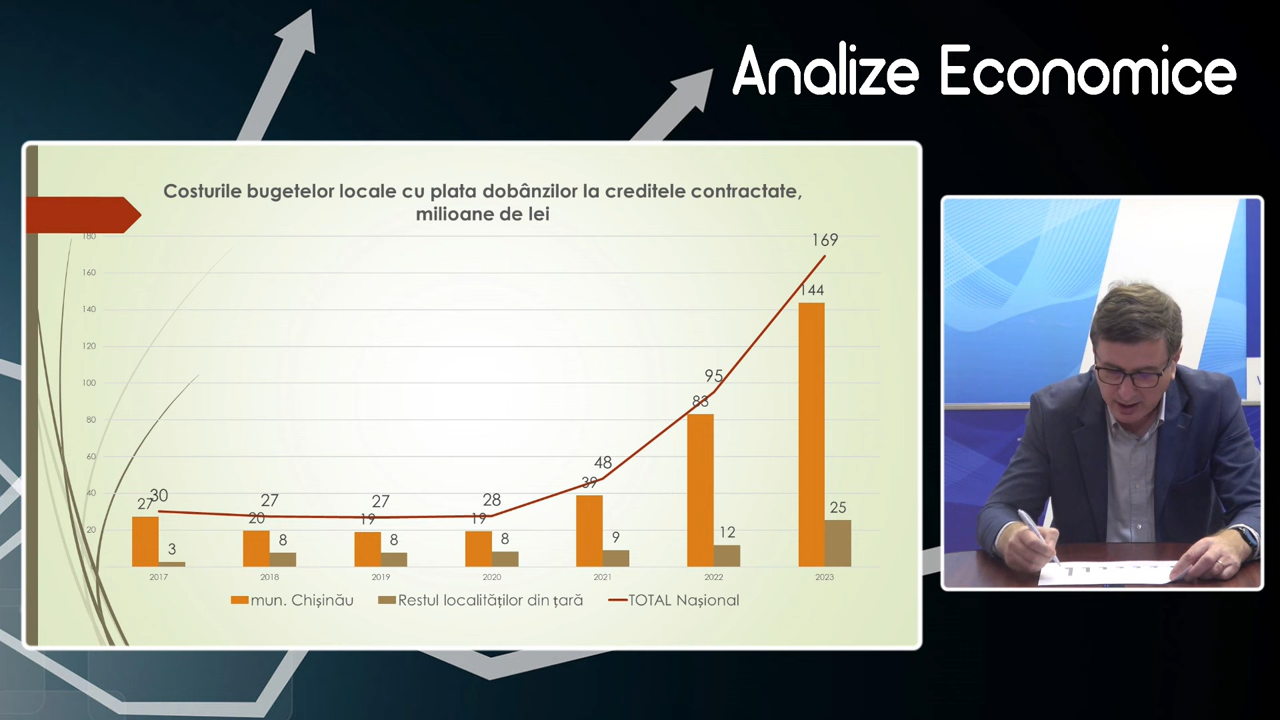 Analize Economice
Costurile bugetelor locale cu plata dobânzilor la creditele contractate,
milioane de lei
180
160
140
120
100
80
60
40
20
27 30 3
20 27 8
19 27 8
19 28 8
39 48 9
83 95 12
144 169 25
2017 2018 2019 2020 2021 2022 2023
mun. Chișinău Restul localităților din țară TOTAL Național